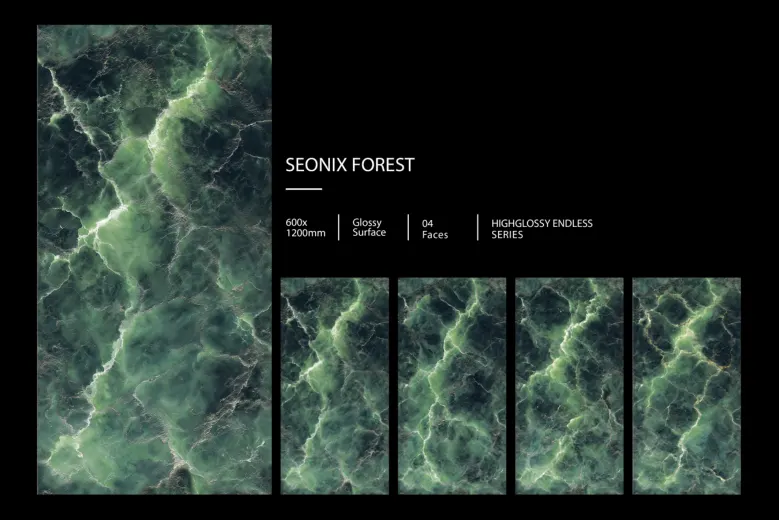 SEONIX FOREST
600x
1200mm
Glossy
Surface
04
Faces
HIGHGLOSSY ENDLESS
SERIES